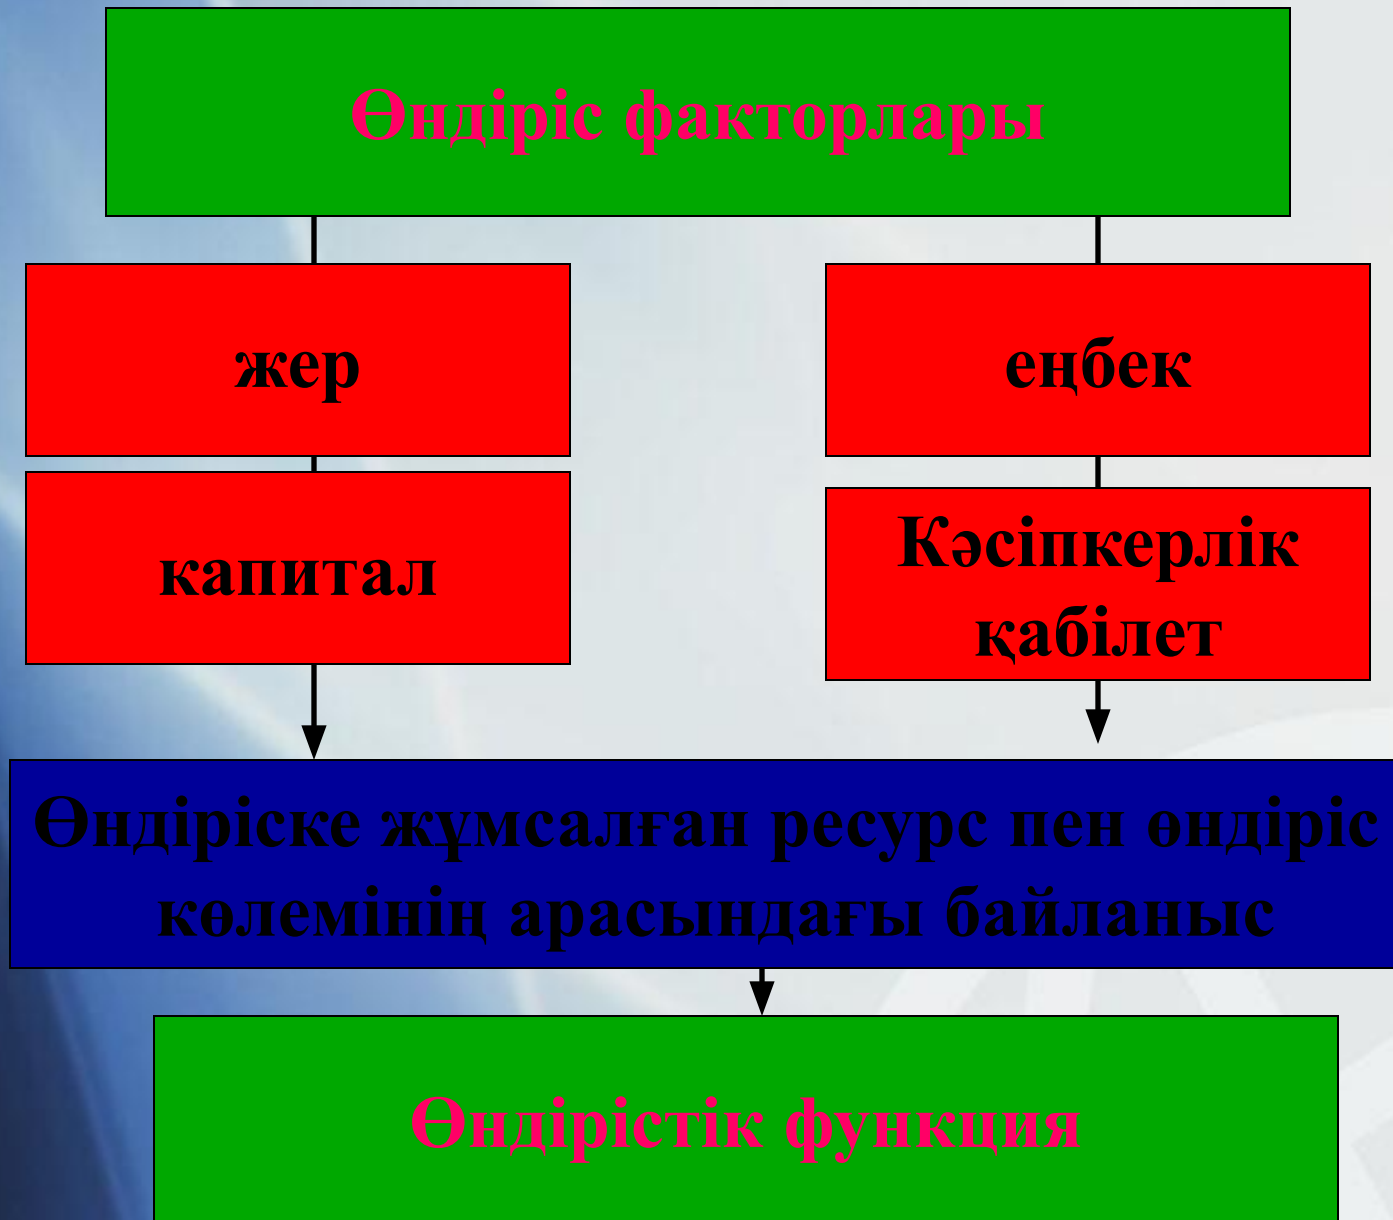 Өндіріс факторлары
жер
еңбек
капитал
Кәсіпкерлік
қабілет
Өндіріске жұмсалған ресурс пен өндіріс
көлемінің арасындағы байланыс
Өндірістік функция